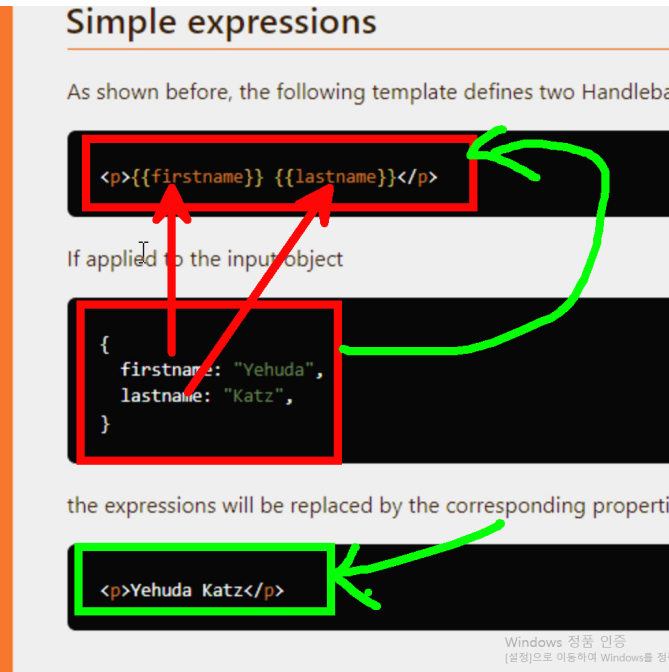 Simple expressions
As shown before, the following template defines two Handleba
<p>{{firstname}} {{lastname}}</p>
If applied to the input object
{
firstname: "Yehuda",
lastname: "Katz",
}
the expressions will be replaced by the corresponding properti
<p>Yehuda Katz</p>
Windows 정품 인증
[설정]으로 이동하여 Windows를 정